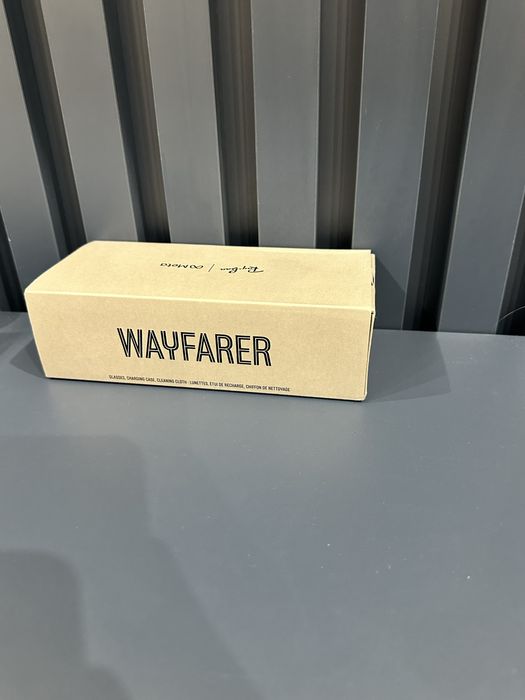 Ray-Ban | ∞ Meta
WAYFARER
GLASSES, CHARGING CASE, CLEANING CLOTH · LUNETTES, ÉTUI DE RECHARGE, CHIFFON DE NETTOYAGE